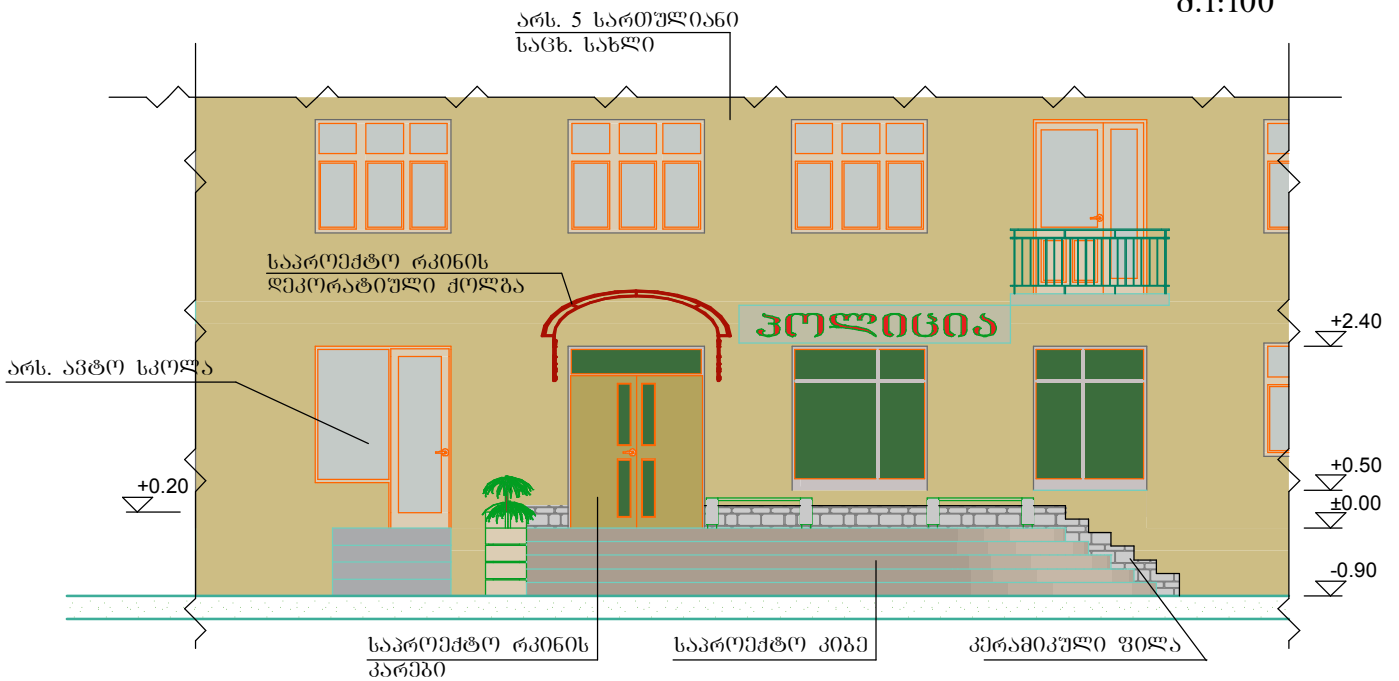 მ.1:100
არს. 5 სართულიანი
საცხ. სახლი
საპროექტო რკინის
დეკორატიული ქოლგა
პოლიცია
+2.40
არს. ავტო სკოლა
+0.50
+0.20
±0.00
-0.90
საპროექტო რკინის
კარები
საპროექტო კიბე
კერამიკული ფილა